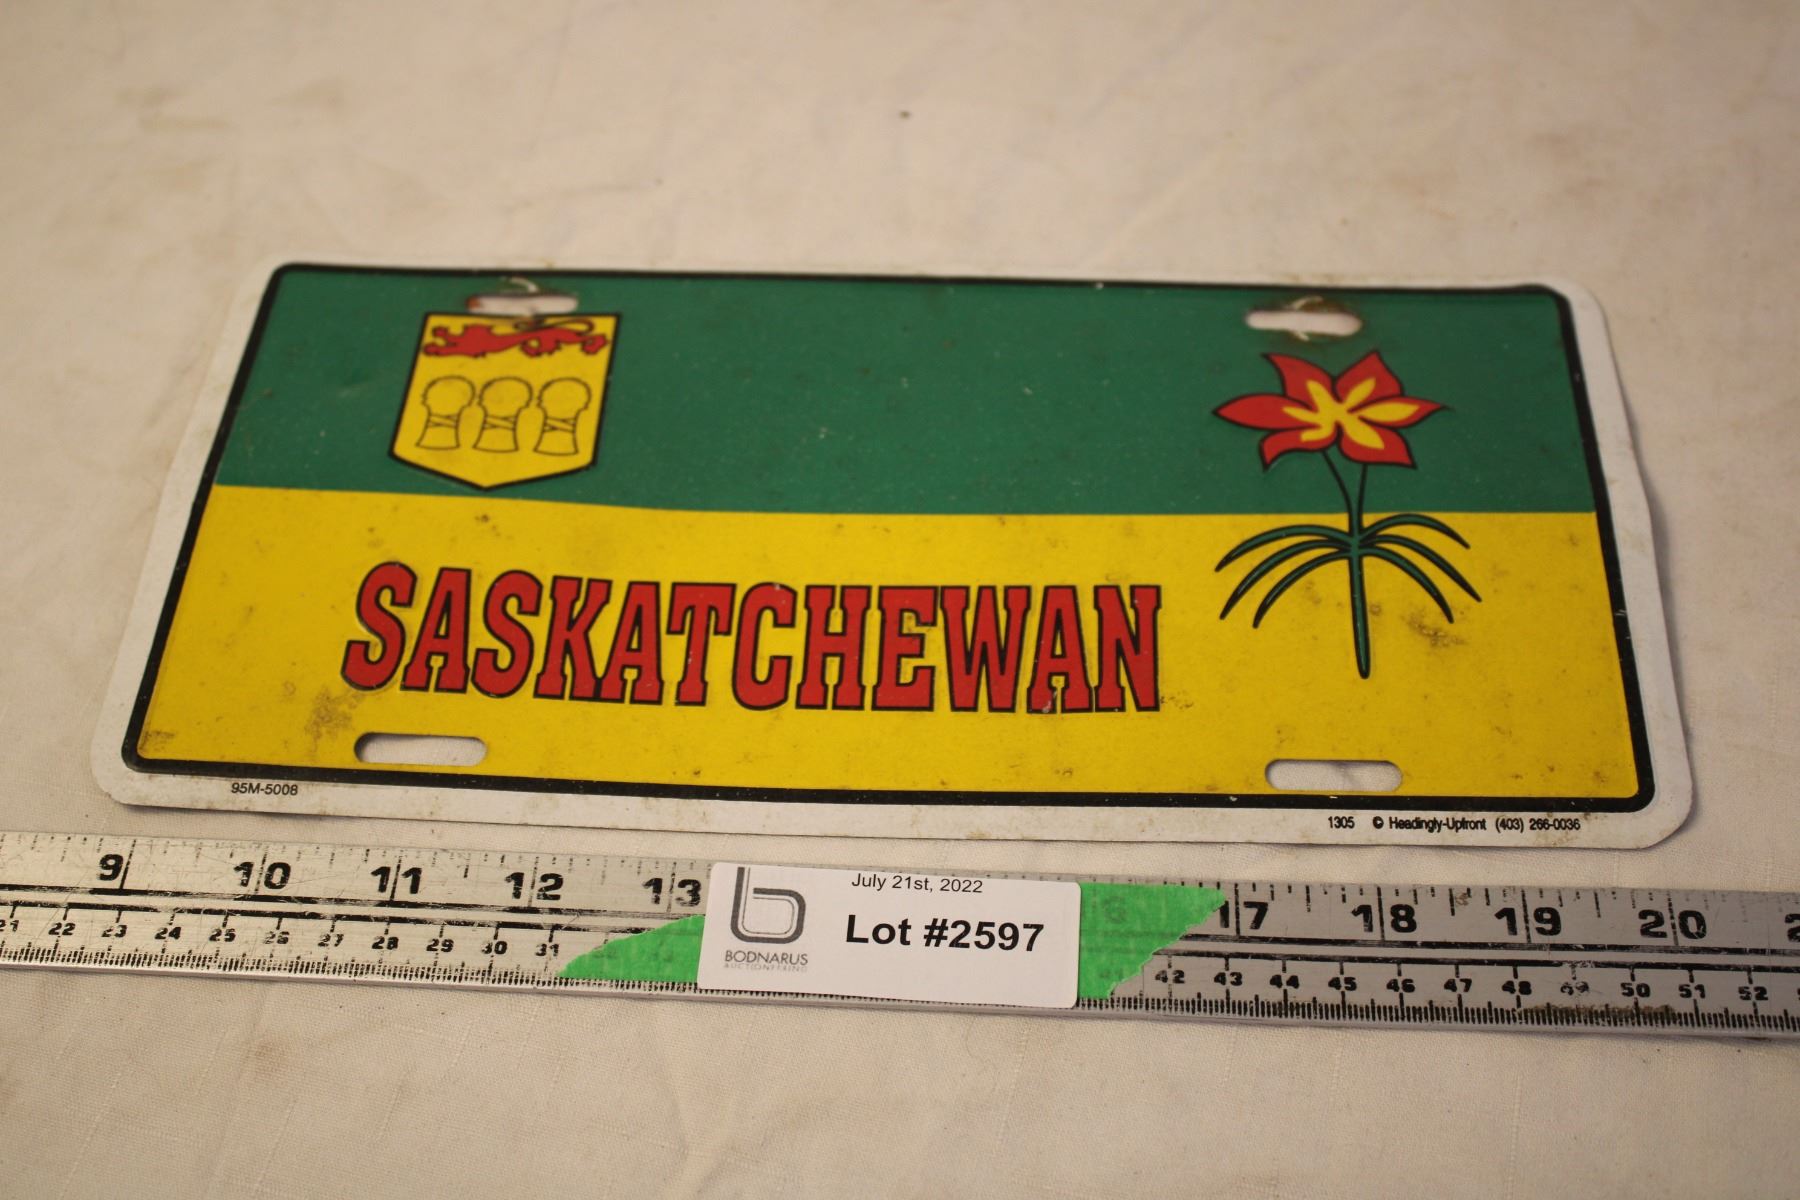 SASKATCHEWAN
95M-5008
1305 © Headingly-Upfront (403) 266-0036
9 10 11 12 13 17 18 19 20
July 21st, 2022
Lot #2597
BODNARUS
AUCTIONEERING
21 22 23 24 25 26 27 28 29 30 31 42 43 44 45 46 47 48 49 50 51 52